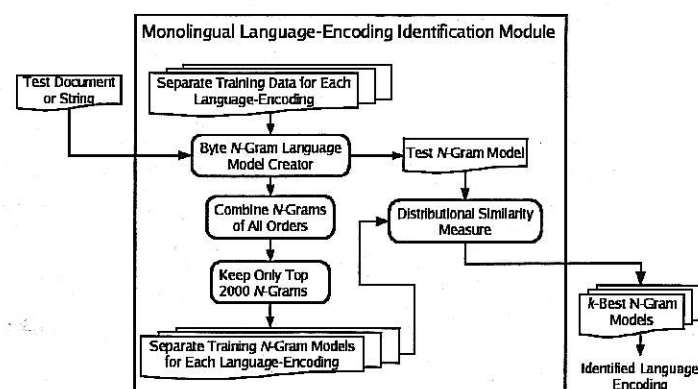 Monolingual Language-Encoding Identification Module
Test Document
or String
Separate Training Data for Each
Language-Encoding
Byte N-Gram Language
Model Creator
Test N-Gram Model
Combine N-Grams
of All Orders
Distributional Similarity
Measure
Keep Only Top
2000 N-Grams
k-Best N-Gram
Models
Separate Training N-Gram Models
for Each Language-Encoding
Identified Language
Encoding